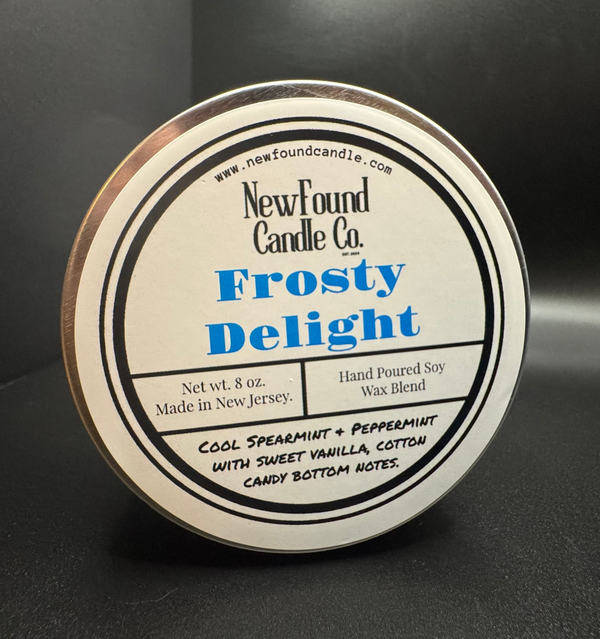 www.newfoundcandle.com
NewFound
Candle Co.
Frosty
Delight
Net wt. 8 oz.
Made in New Jersey.
Hand Poured Soy
Wax Blend
Cool Spearmint + Peppermint
with sweet vanilla, cotton
candy bottom notes.